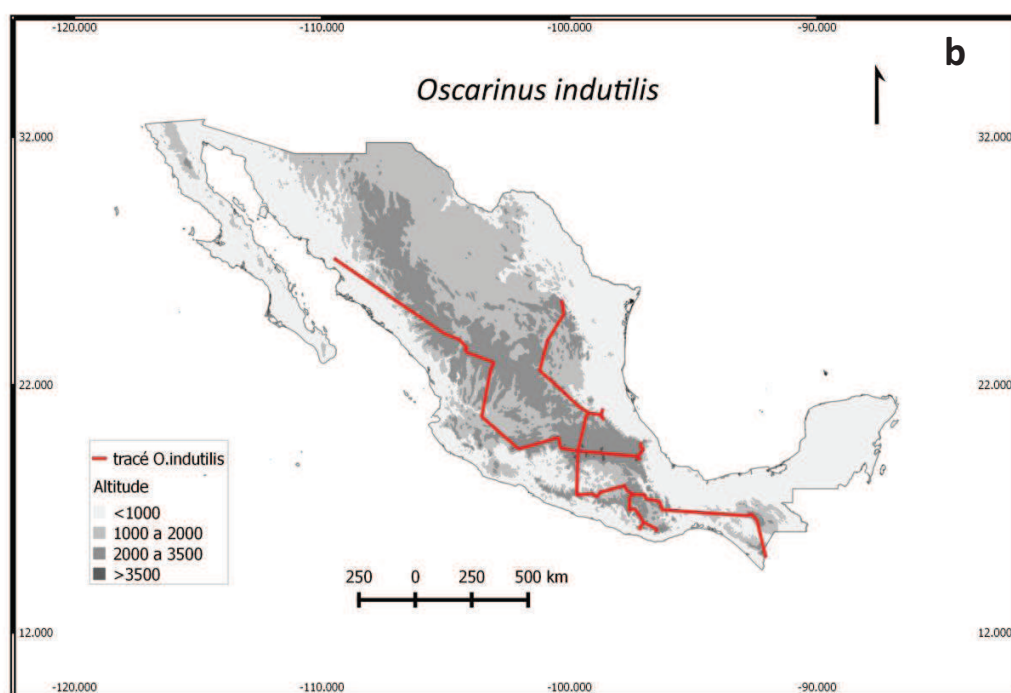 -120.000 -110.000 -100.000 -90.000
b
Oscarinus indutilis
32.000 32.000
22.000 22.000
tracé O.indutilis
Altitude
<1000
1000 a 2000
2000 a 3500
>3500
250 0 250 500 km
12.000 12.000
-120.000 -110.000 -100.000 -90.000